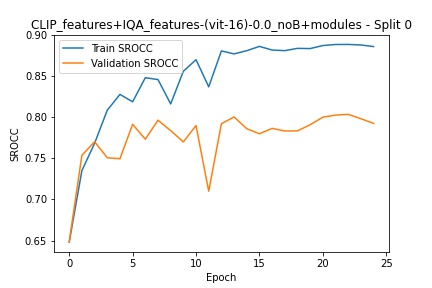 CLIP_features+IQA_features-(vit-16)-0.0_noB+modules - Split 0
Train SROCC
Validation SROCC
SROCC
0.90
0.85
0.80
0.75
0.70
0.65
0
5
10
15
20
25
Epoch